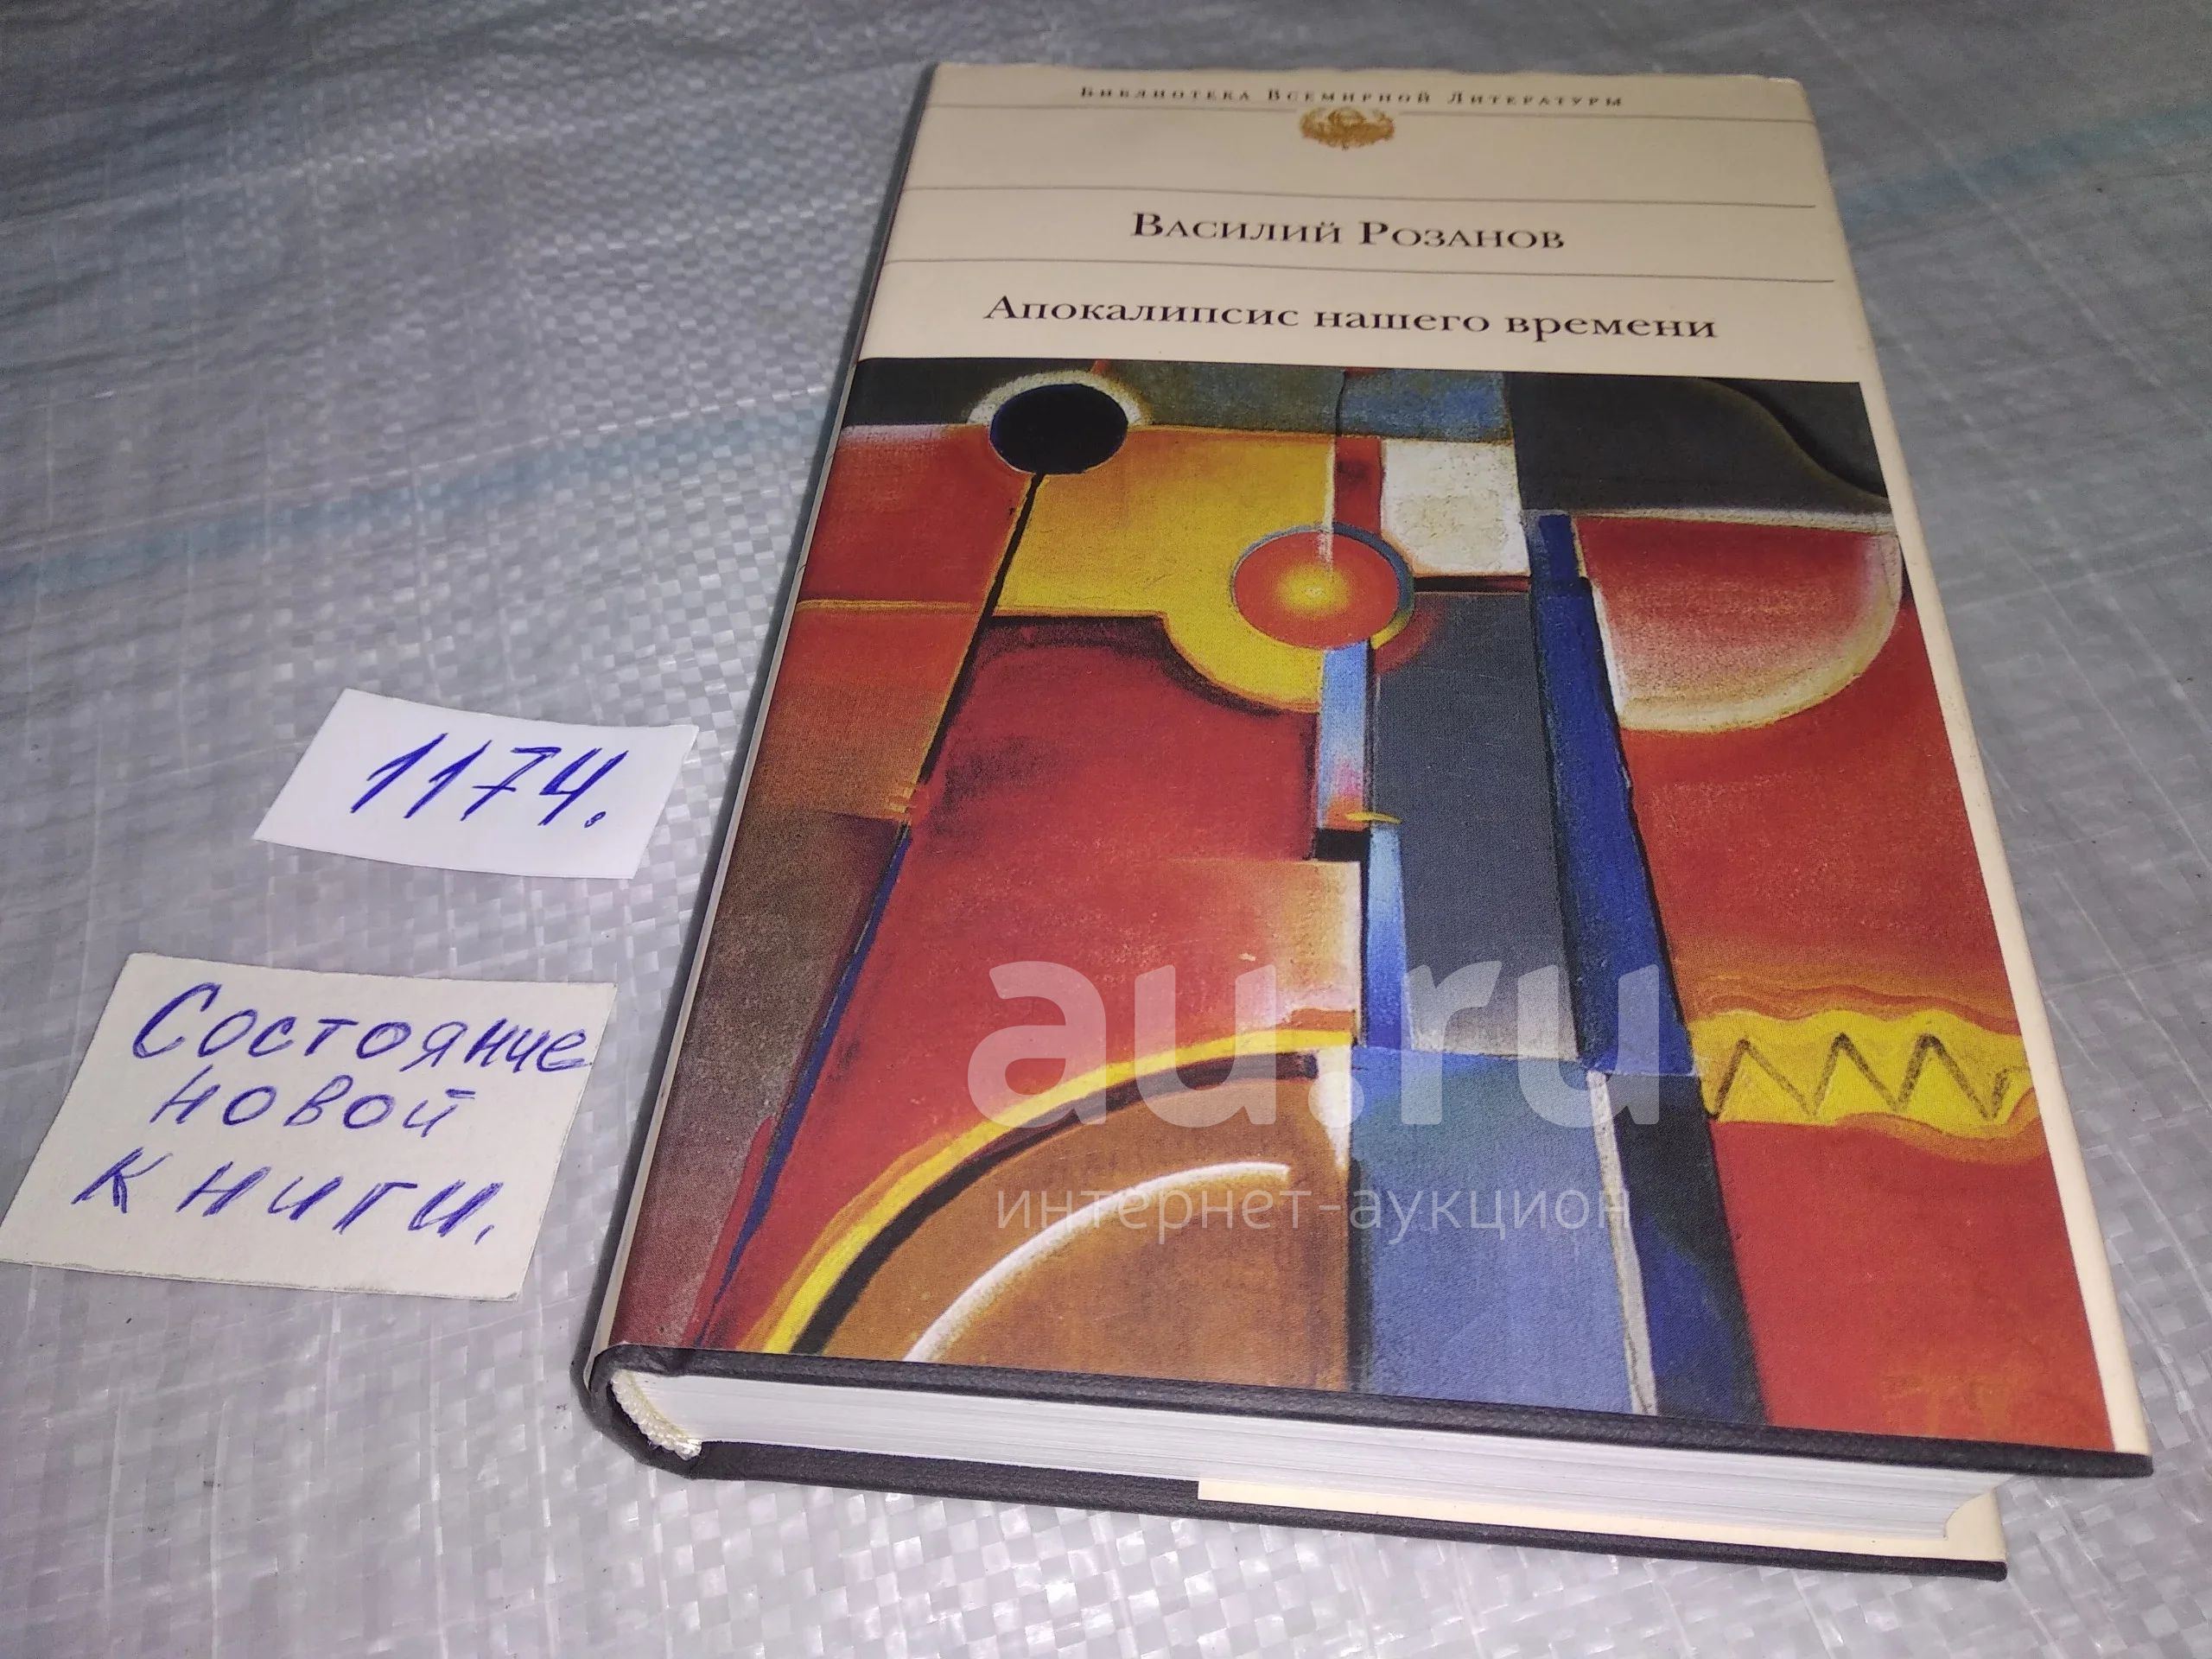 Библиотека Всемирной Литературы
Василий Розанов
Апокалипсис нашего времени
1174.
Состояние
новой
книги.
au.ru
интернет-аукцион